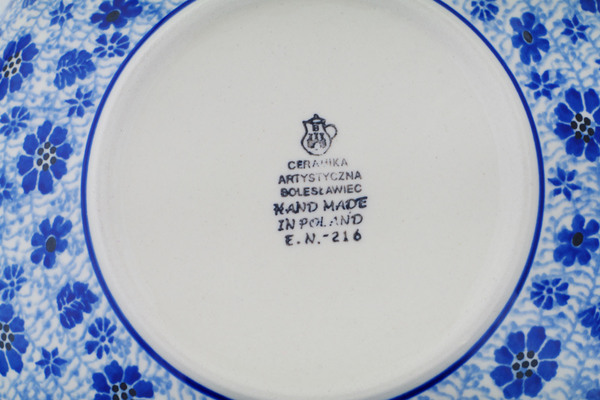 CERAMIKA
ARTYSTYCZNA
BOLESŁAWIEC
HAND MADE
IN POLAND
E.N.-216